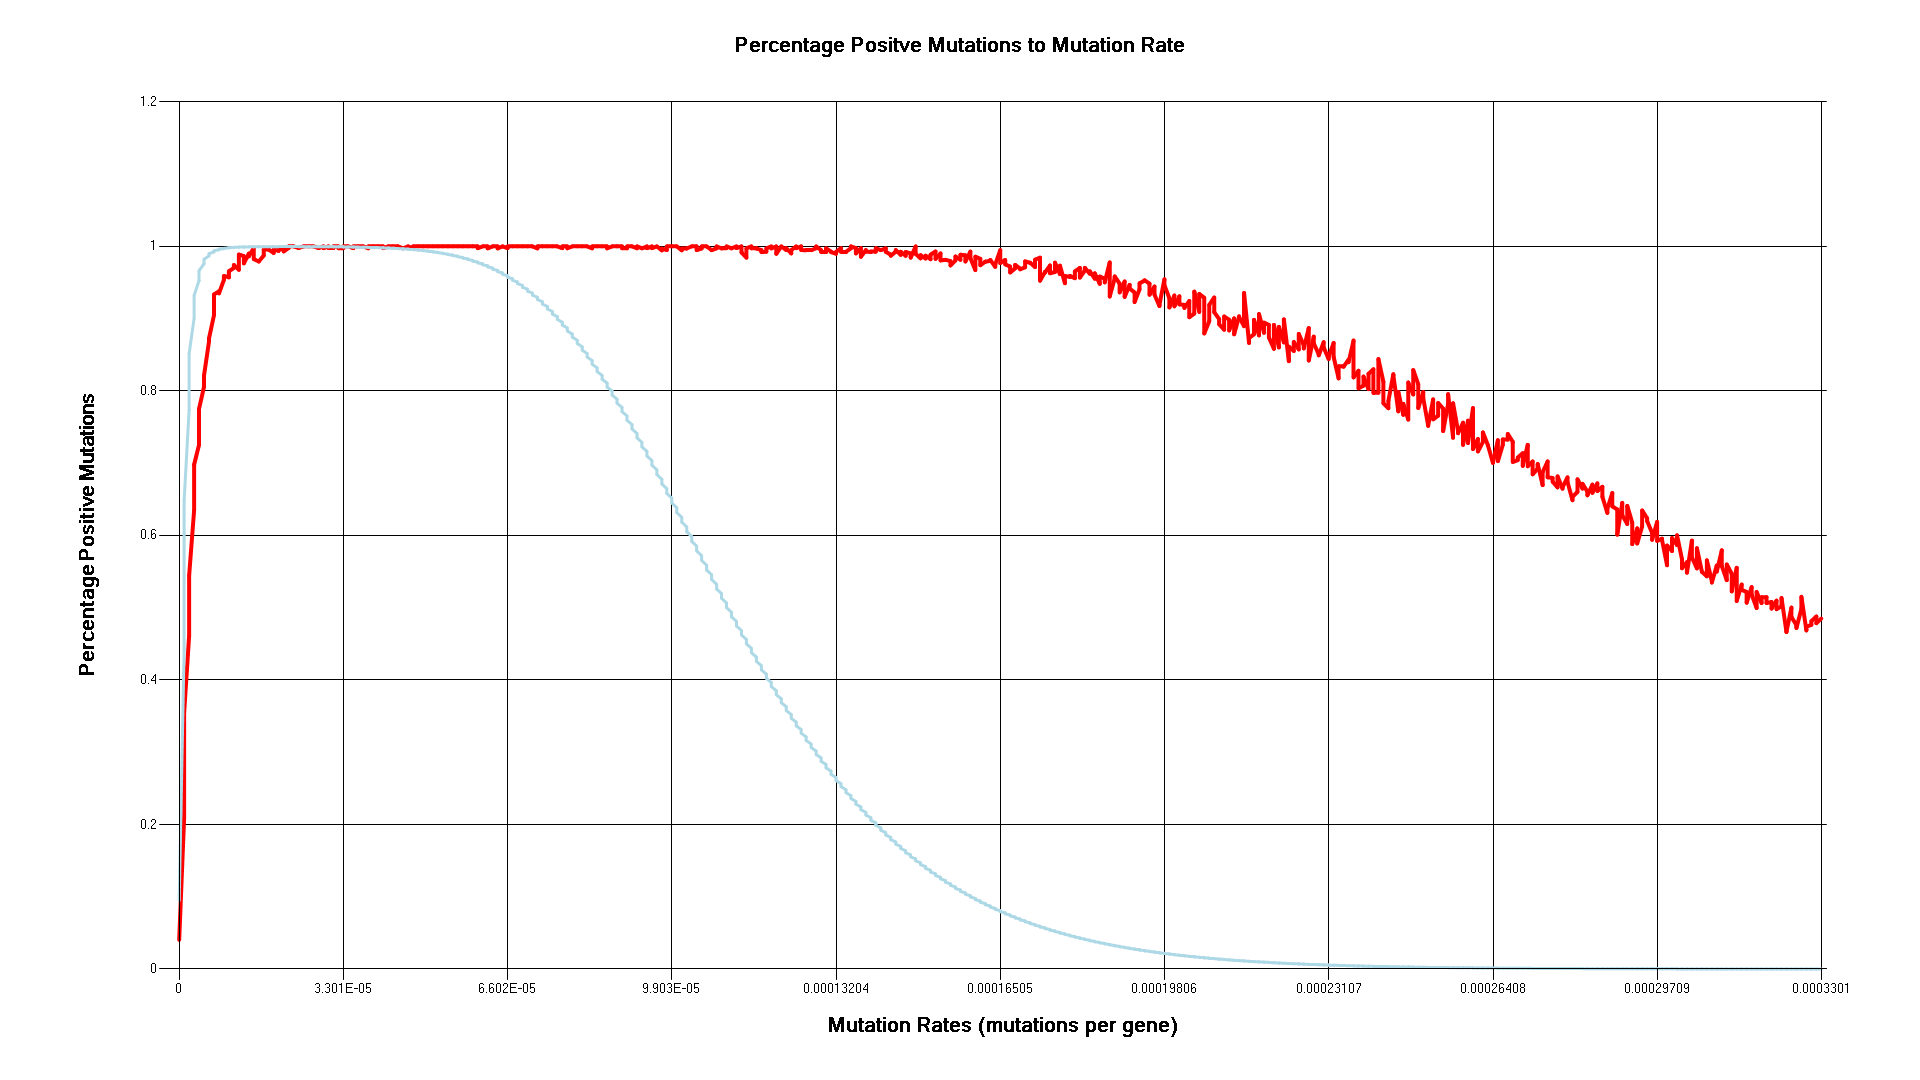 Percentage Positve Mutations to Mutation Rate
1.2
1
0.8
0.6
0.4
0.2
0
Percentage Positive Mutations
0 3.301E-05 6.602E-05 9.903E-05 0.00013204 0.00016505 0.00019806 0.00023107 0.00026408 0.00029709 0.0003301
Mutation Rates (mutations per gene)